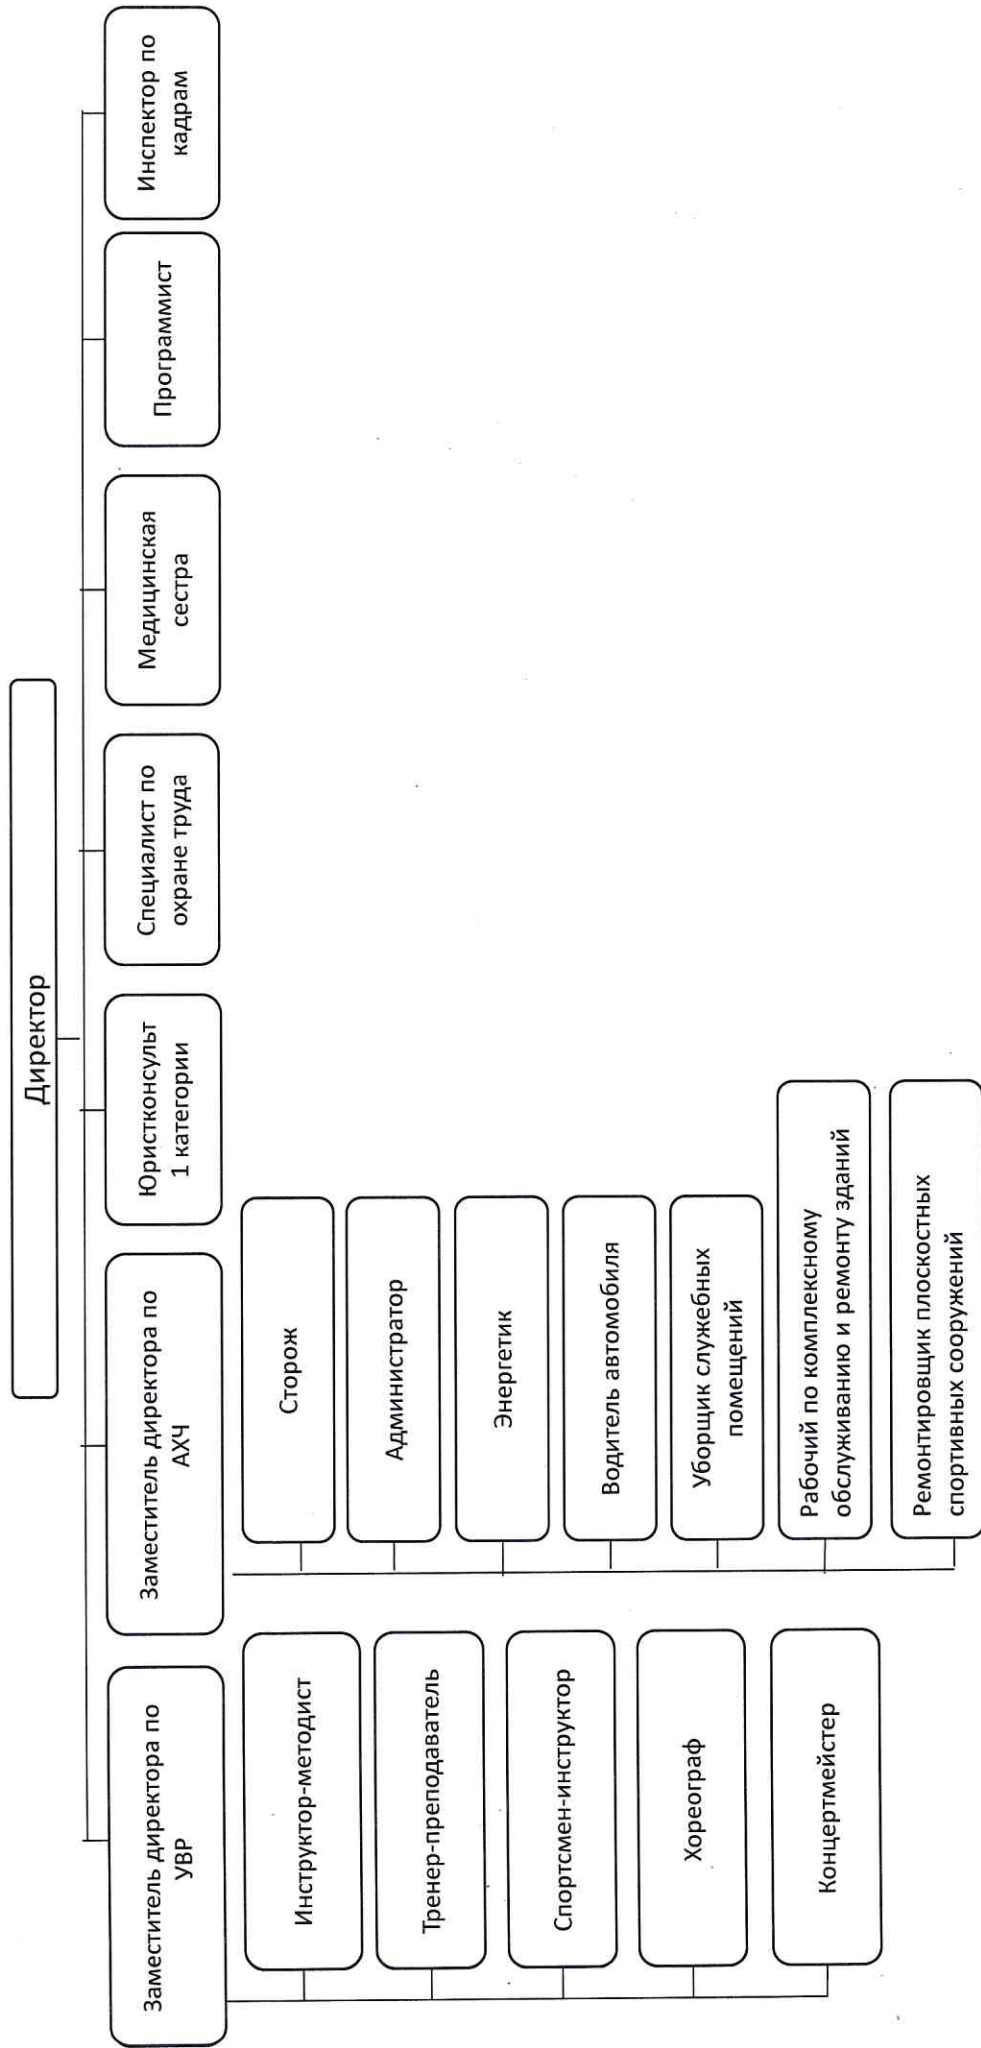 Директор
Заместитель директора по
УВР
Заместитель директора по
АХЧ
Юристконсульт
1 категории
Специалист по
охране труда
Медицинская
сестра
Программист
Инспектор по
кадрам
Инструктор-методист
Тренер-преподаватель
Спортсмен-инструктор
Хореограф
Концертмейстер
Сторож
Администратор
Энергетик
Водитель автомобиля
Уборщик служебных
помещений
Рабочий по комплексному
обслуживанию и ремонту зданий
Ремонтировщик плоскостных
спортивных сооружений